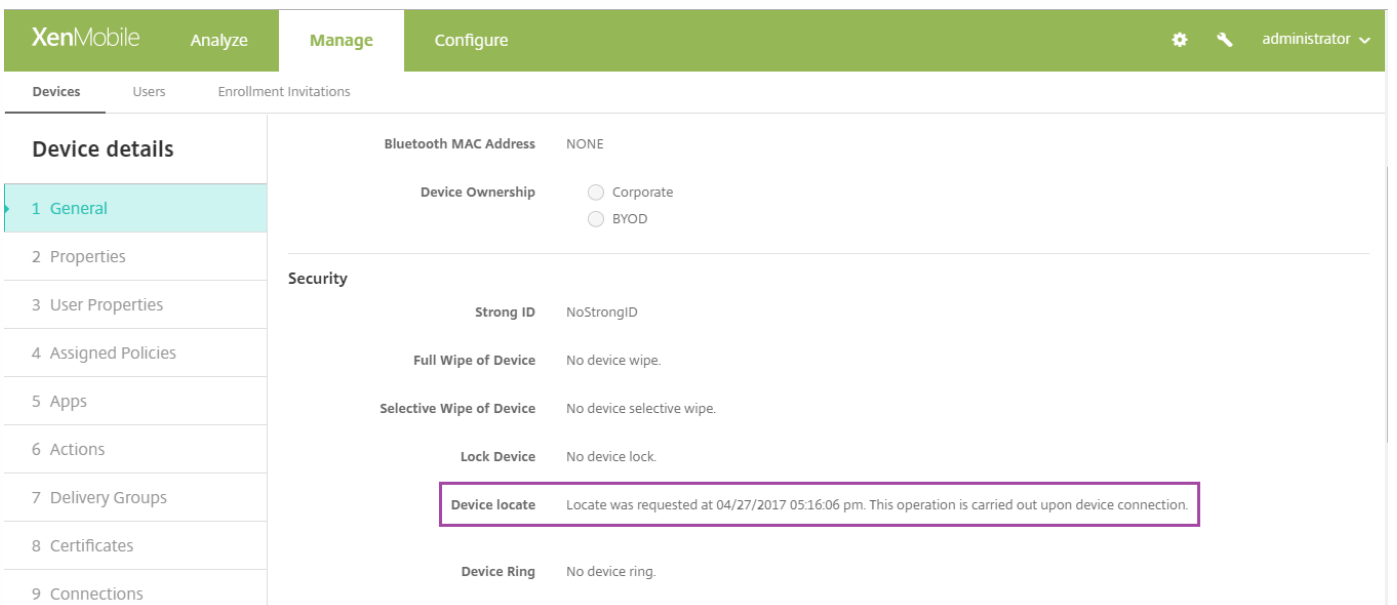 XenMobile Analyze Manage Configure administrator
Devices Users Enrollment Invitations
Device details
1 General
2 Properties
3 User Properties
4 Assigned Policies
5 Apps
6 Actions
7 Delivery Groups
8 Certificates
9 Connections
Bluetooth MAC Address NONE
Device Ownership Corporate
BYOD
Security
Strong ID NoStrongID
Full Wipe of Device No device wipe.
Selective Wipe of Device No device selective wipe.
Lock Device No device lock.
Device locate Locate was requested at 04/27/2017 05:16:06 pm. This operation is carried out upon device connection.
Device Ring No device ring.